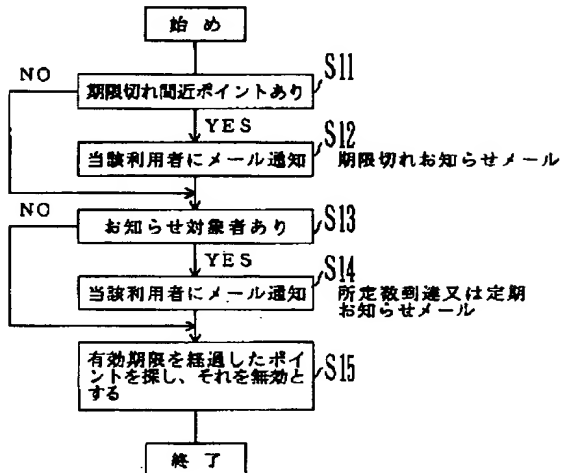 始め
NO
期限切れ間近ポイントあり
S11
YES
当該利用者にメール通知
S12
期限切れお知らせメール
NO
お知らせ対象者あり
S13
YES
当該利用者にメール通知
S14
所定数到達又は定期
お知らせメール
有効期限を経過したポ
イントを探し、それを無効と
する
S15
終了